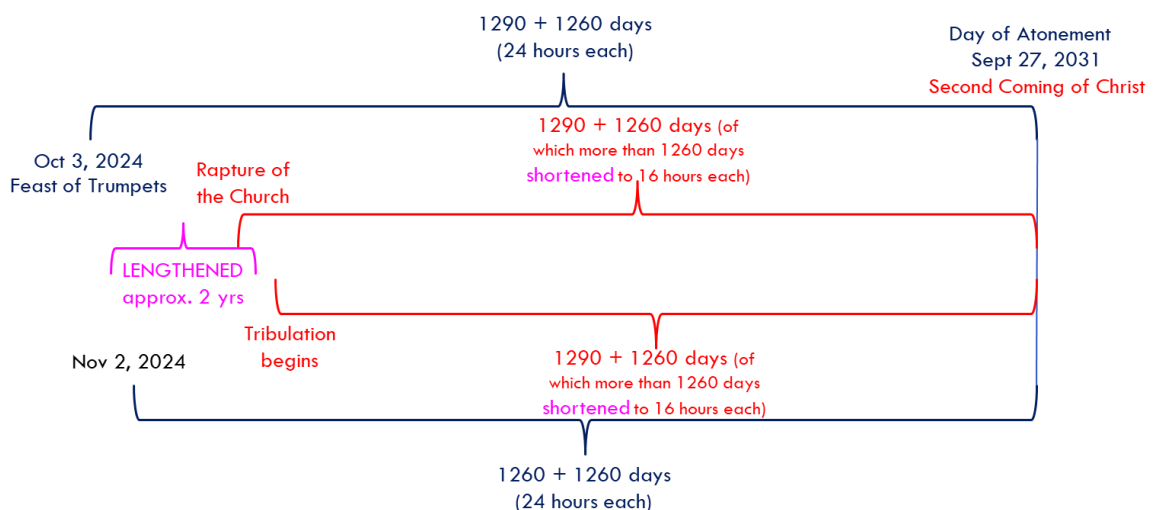 1290 + 1260 days
(24 hours each)
Day of Atonement
Sept 27, 2031
Second Coming of Christ
1290 + 1260 days (of
which more than 1260 days
shortened to 16 hours each)
Oct 3, 2024
Feast of Trumpets
Rapture of
the Church
LENGTHENED
approx. 2 yrs
Tribulation
begins
Nov 2, 2024
1290 + 1260 days (of
which more than 1260 days
shortened to 16 hours each)
1260 + 1260 days
(24 hours each)